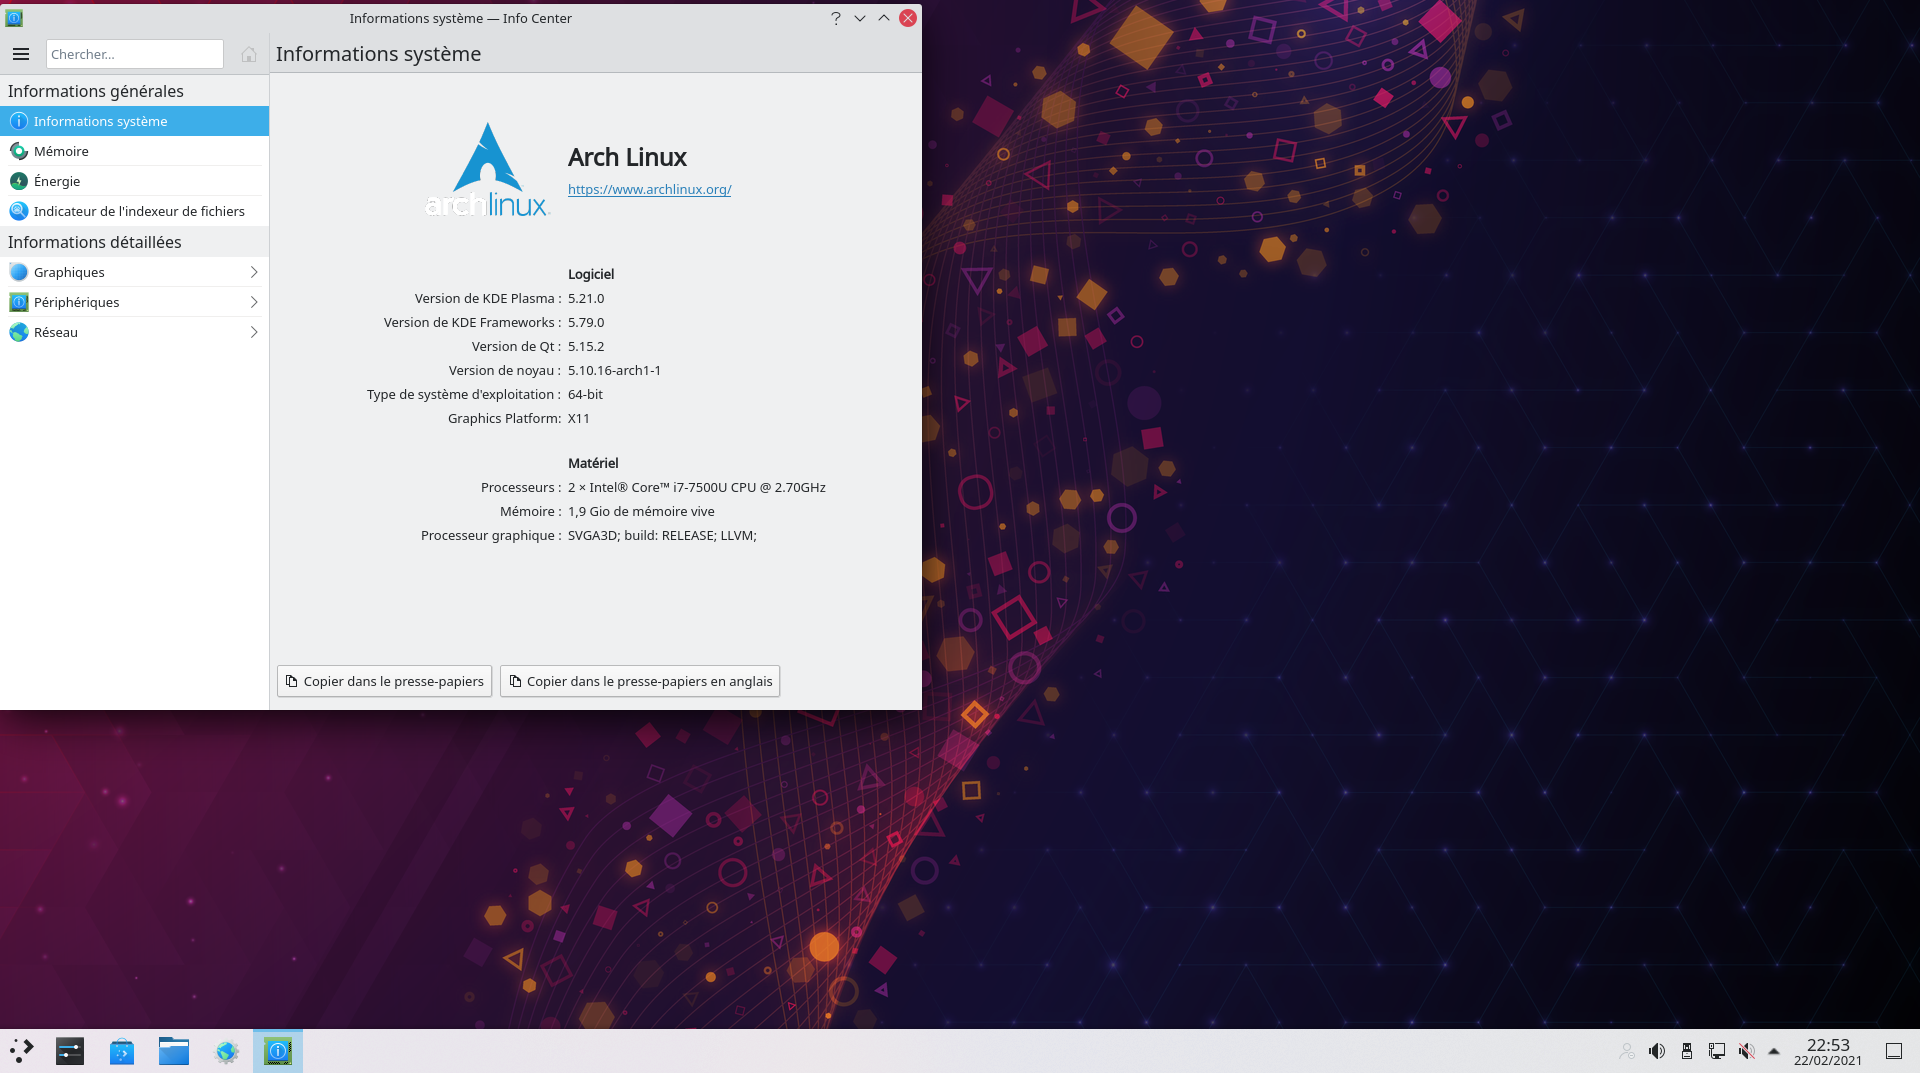 Informations système — Info Center
Chercher...
Informations système
Informations générales
Informations système
Mémoire
Énergie
Indicateur de l'indexeur de fichiers
Informations détaillées
Graphiques
Périphériques
Réseau
archlinux
Arch Linux
https://www.archlinux.org/
Logiciel
Version de KDE Plasma : 5.21.0
Version de KDE Frameworks : 5.79.0
Version de Qt : 5.15.2
Version de noyau : 5.10.16-arch1-1
Type de système d'exploitation : 64-bit
Graphics Platform: X11
Matériel
Processeurs : 2 × Intel® Core™ i7-7500U CPU @ 2.70GHz
Mémoire : 1,9 Gio de mémoire vive
Processeur graphique : SVGA3D; build: RELEASE; LLVM;
Copier dans le presse-papiers
Copier dans le presse-papiers en anglais
22:53
22/02/2021